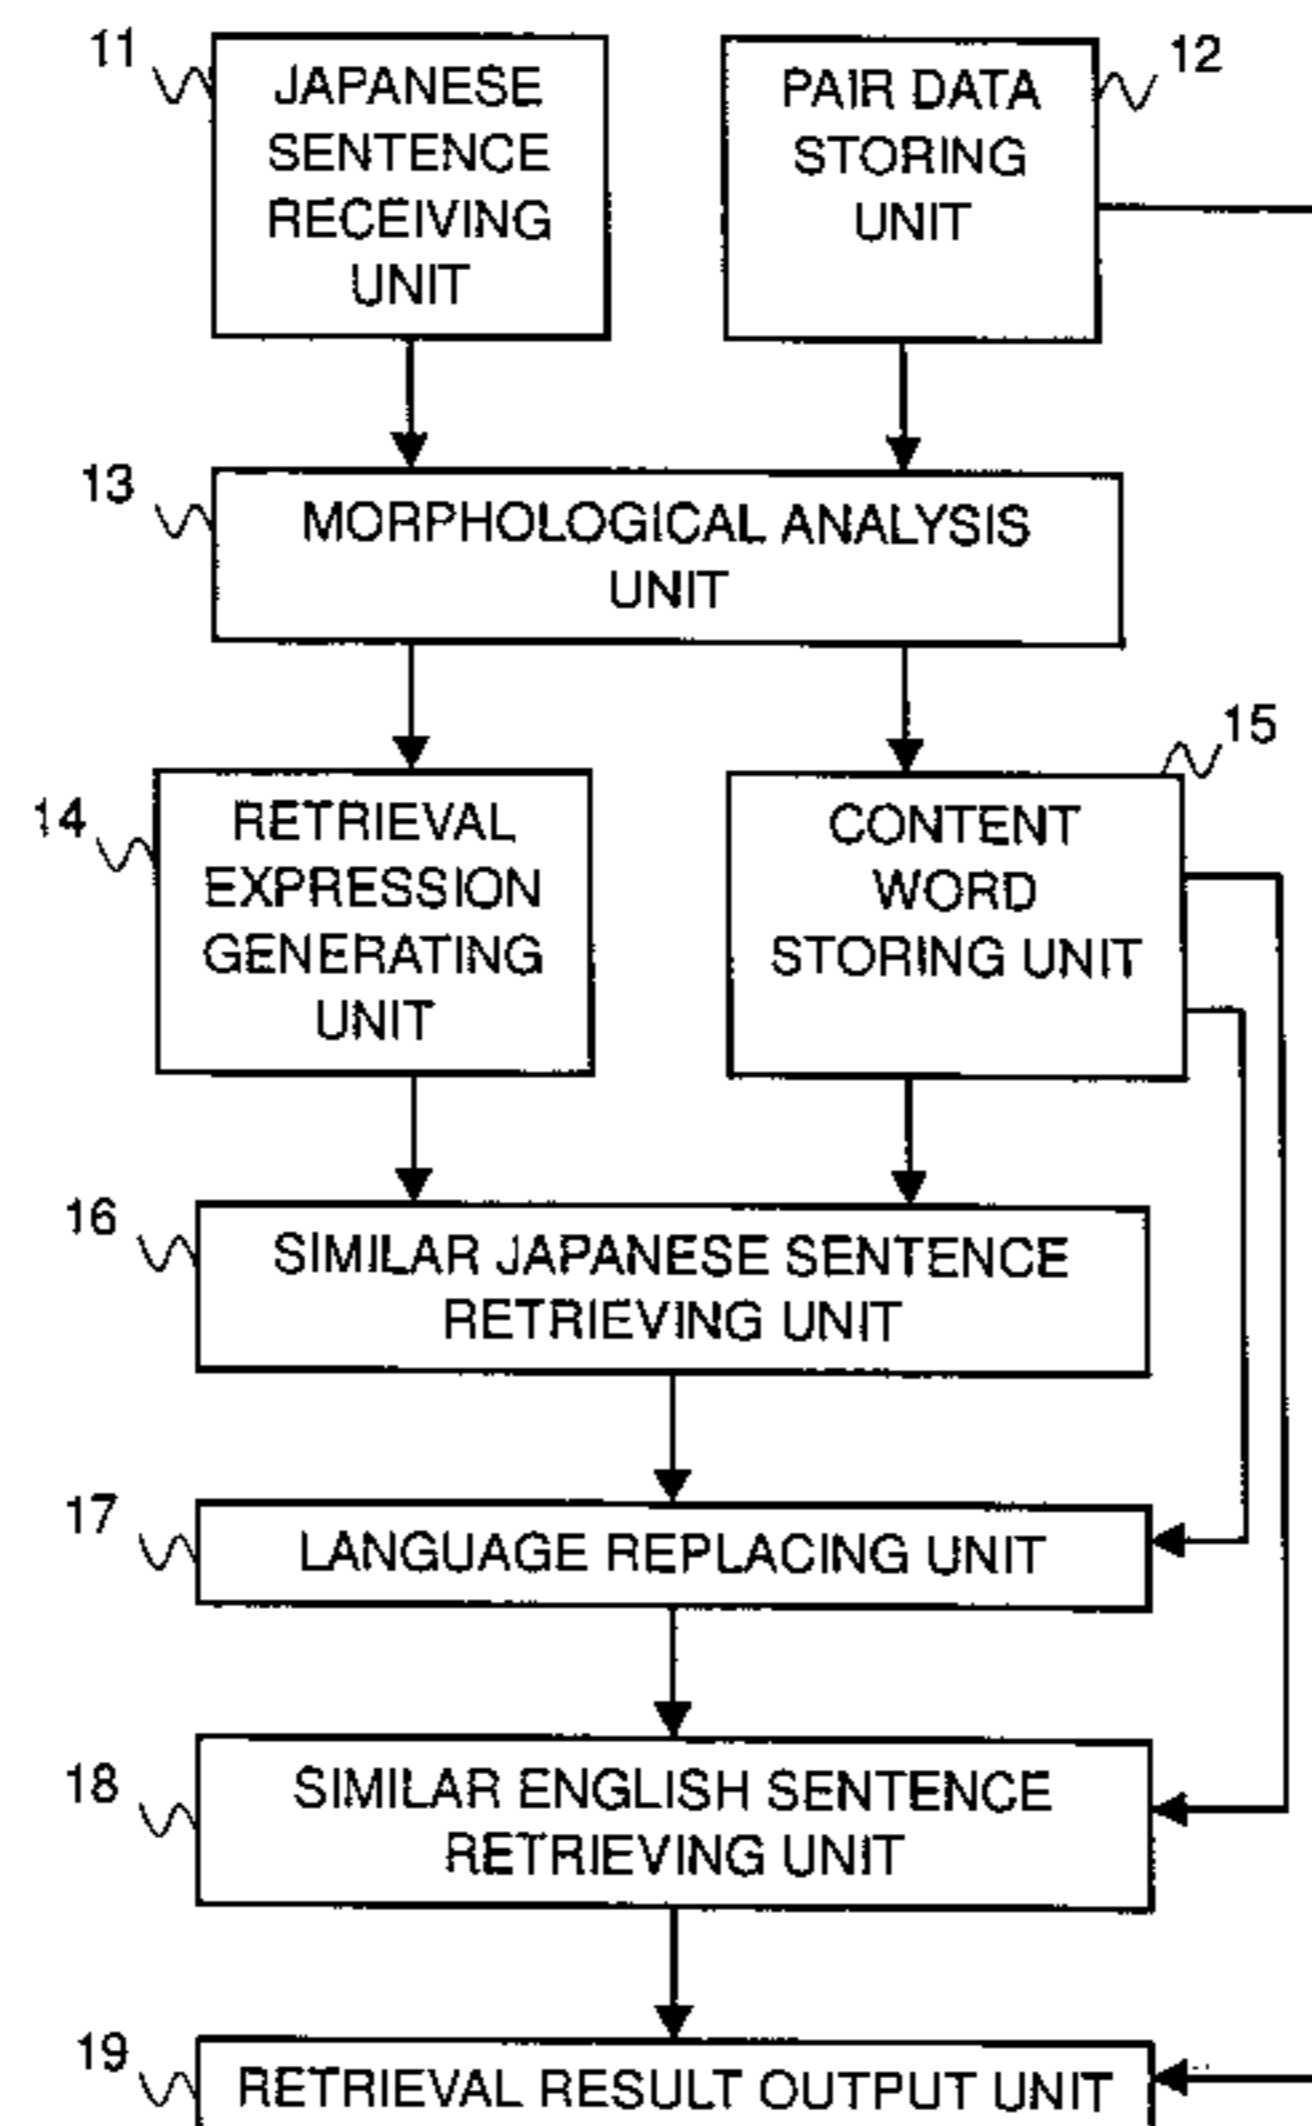 11
JAPANESE
SENTENCE
RECEIVING
UNIT
12
PAIR DATA
STORING
UNIT
13
MORPHOLOGICAL ANALYSIS
UNIT
14
RETRIEVAL
EXPRESSION
GENERATING
UNIT
15
CONTENT
WORD
STORING UNIT
16
SIMILAR JAPANESE SENTENCE
RETRIEVING UNIT
17
LANGUAGE REPLACING UNIT
18
SIMILAR ENGLISH SENTENCE
RETRIEVING UNIT
19
RETRIEVAL RESULT OUTPUT UNIT